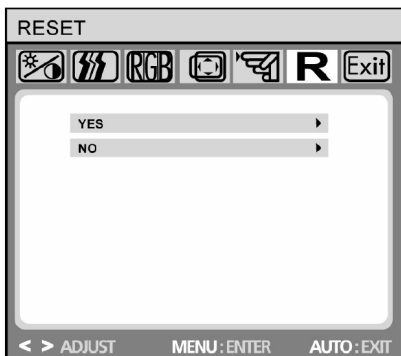 RESET
RGB R Exit
YES
NO
< > ADJUST MENU : ENTER AUTO : EXIT